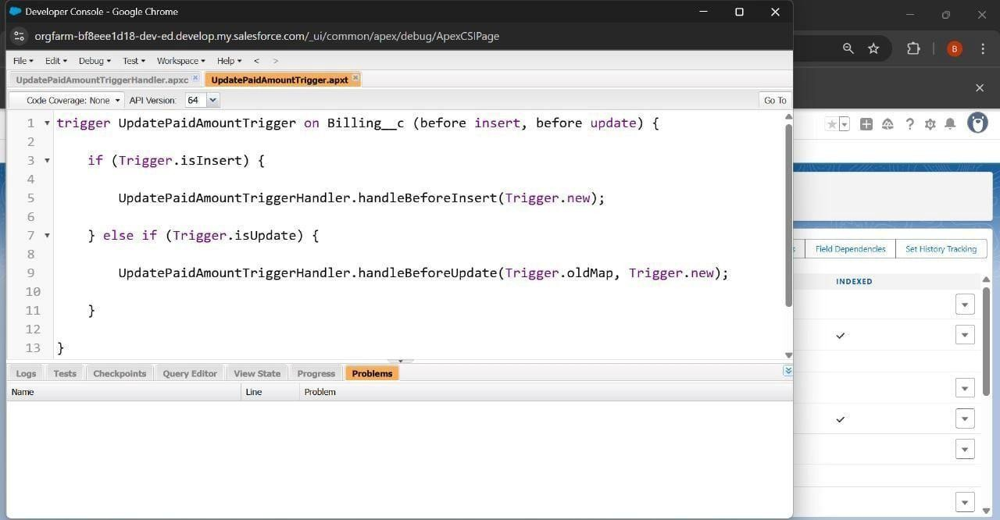 Developer Console - Google Chrome
orgfarm-bf8eee1d18-dev-ed.develop.my.salesforce.com/_ui/common/apex/debug/ApexCSIPage
File Edit Debug Test Workspace Help < >
UpdatePaidAmountTriggerHandler.apxc UpdatePaidAmountTrigger.apxt
Code Coverage: None API Version: 64 Go To
1 trigger UpdatePaidAmountTrigger on Billing__c (before insert, before update) {
2
3 if (Trigger.isInsert) {
4
5 UpdatePaidAmountTriggerHandler.handleBeforeInsert(Trigger.new);
6
7 } else if (Trigger.isUpdate) {
8
9 UpdatePaidAmountTriggerHandler.handleBeforeUpdate(Trigger.oldMap, Trigger.new);
10
11 }
12
13 }
Logs Tests Checkpoints Query Editor View State Progress Problems
Name Line Problem
B
s Field Dependencies Set History Tracking
INDEXED